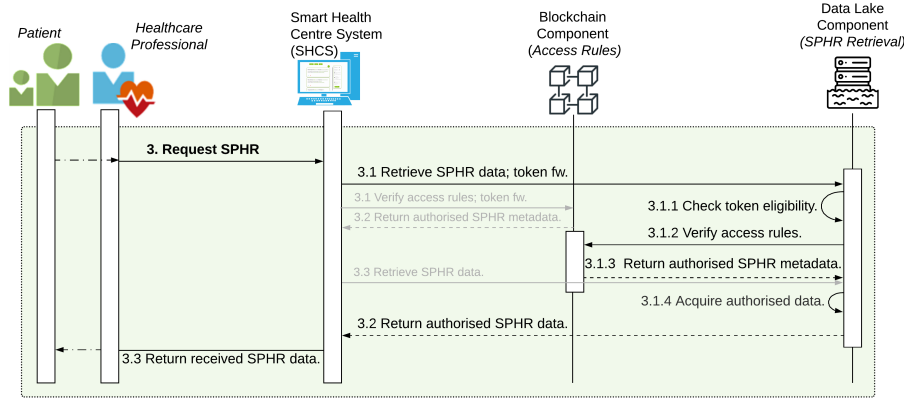 Patient
Healthcare
Professional
Smart Health
Centre System
(SHCS)
Blockchain
Component
(Access Rules)
Data Lake
Component
(SPHR Retrieval)
3. Request SPHR
3.1 Retrieve SPHR data; token fw.
3.1 Verify access rules; token fw.
3.1.1 Check token eligibility.
3.2 Return authorised SPHR metadata.
3.1.2 Verify access rules.
3.1.3 Return authorised SPHR metadata.
3.3 Retrieve SPHR data.
3.1.4 Acquire authorised data.
3.2 Return authorised SPHR data.
3.3 Return received SPHR data.